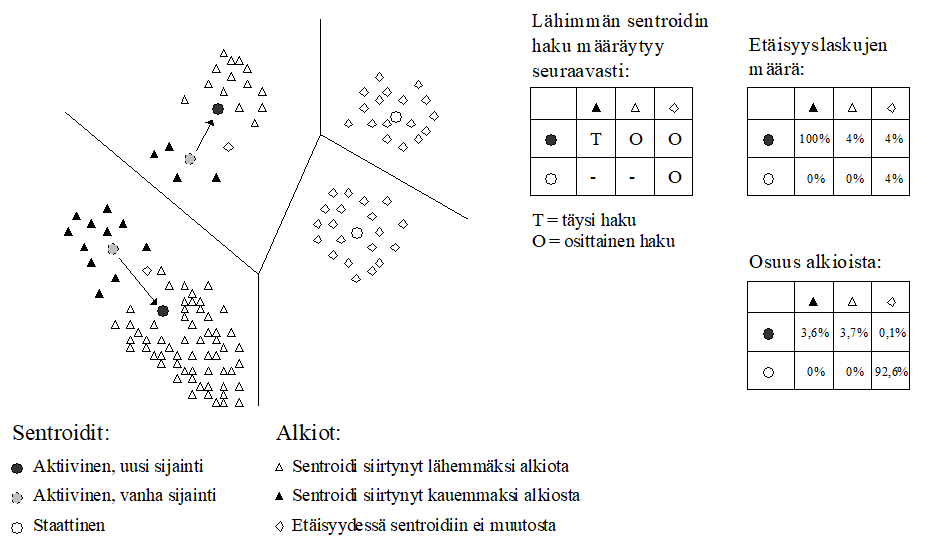 Lähimmän sentroidin
haku määräytyy
seuraavasti:
T O O
- - O
T = täysi haku
O = osittainen haku
Etäisyyslaskujen
määrä:
100% 4% 4%
0% 0% 4%
Osuus alkioista:
3,6% 3,7% 0,1%
0% 0% 92,6%
Sentroidit:
Aktiivinen, uusi sijainti
Aktiivinen, vanha sijainti
Staattinen
Alkiot:
Sentroidi siirtynyt lähemmäksi alkiota
Sentroidi siirtynyt kauemmaksi alkiosta
Etäisyydessä sentroidiin ei muutosta